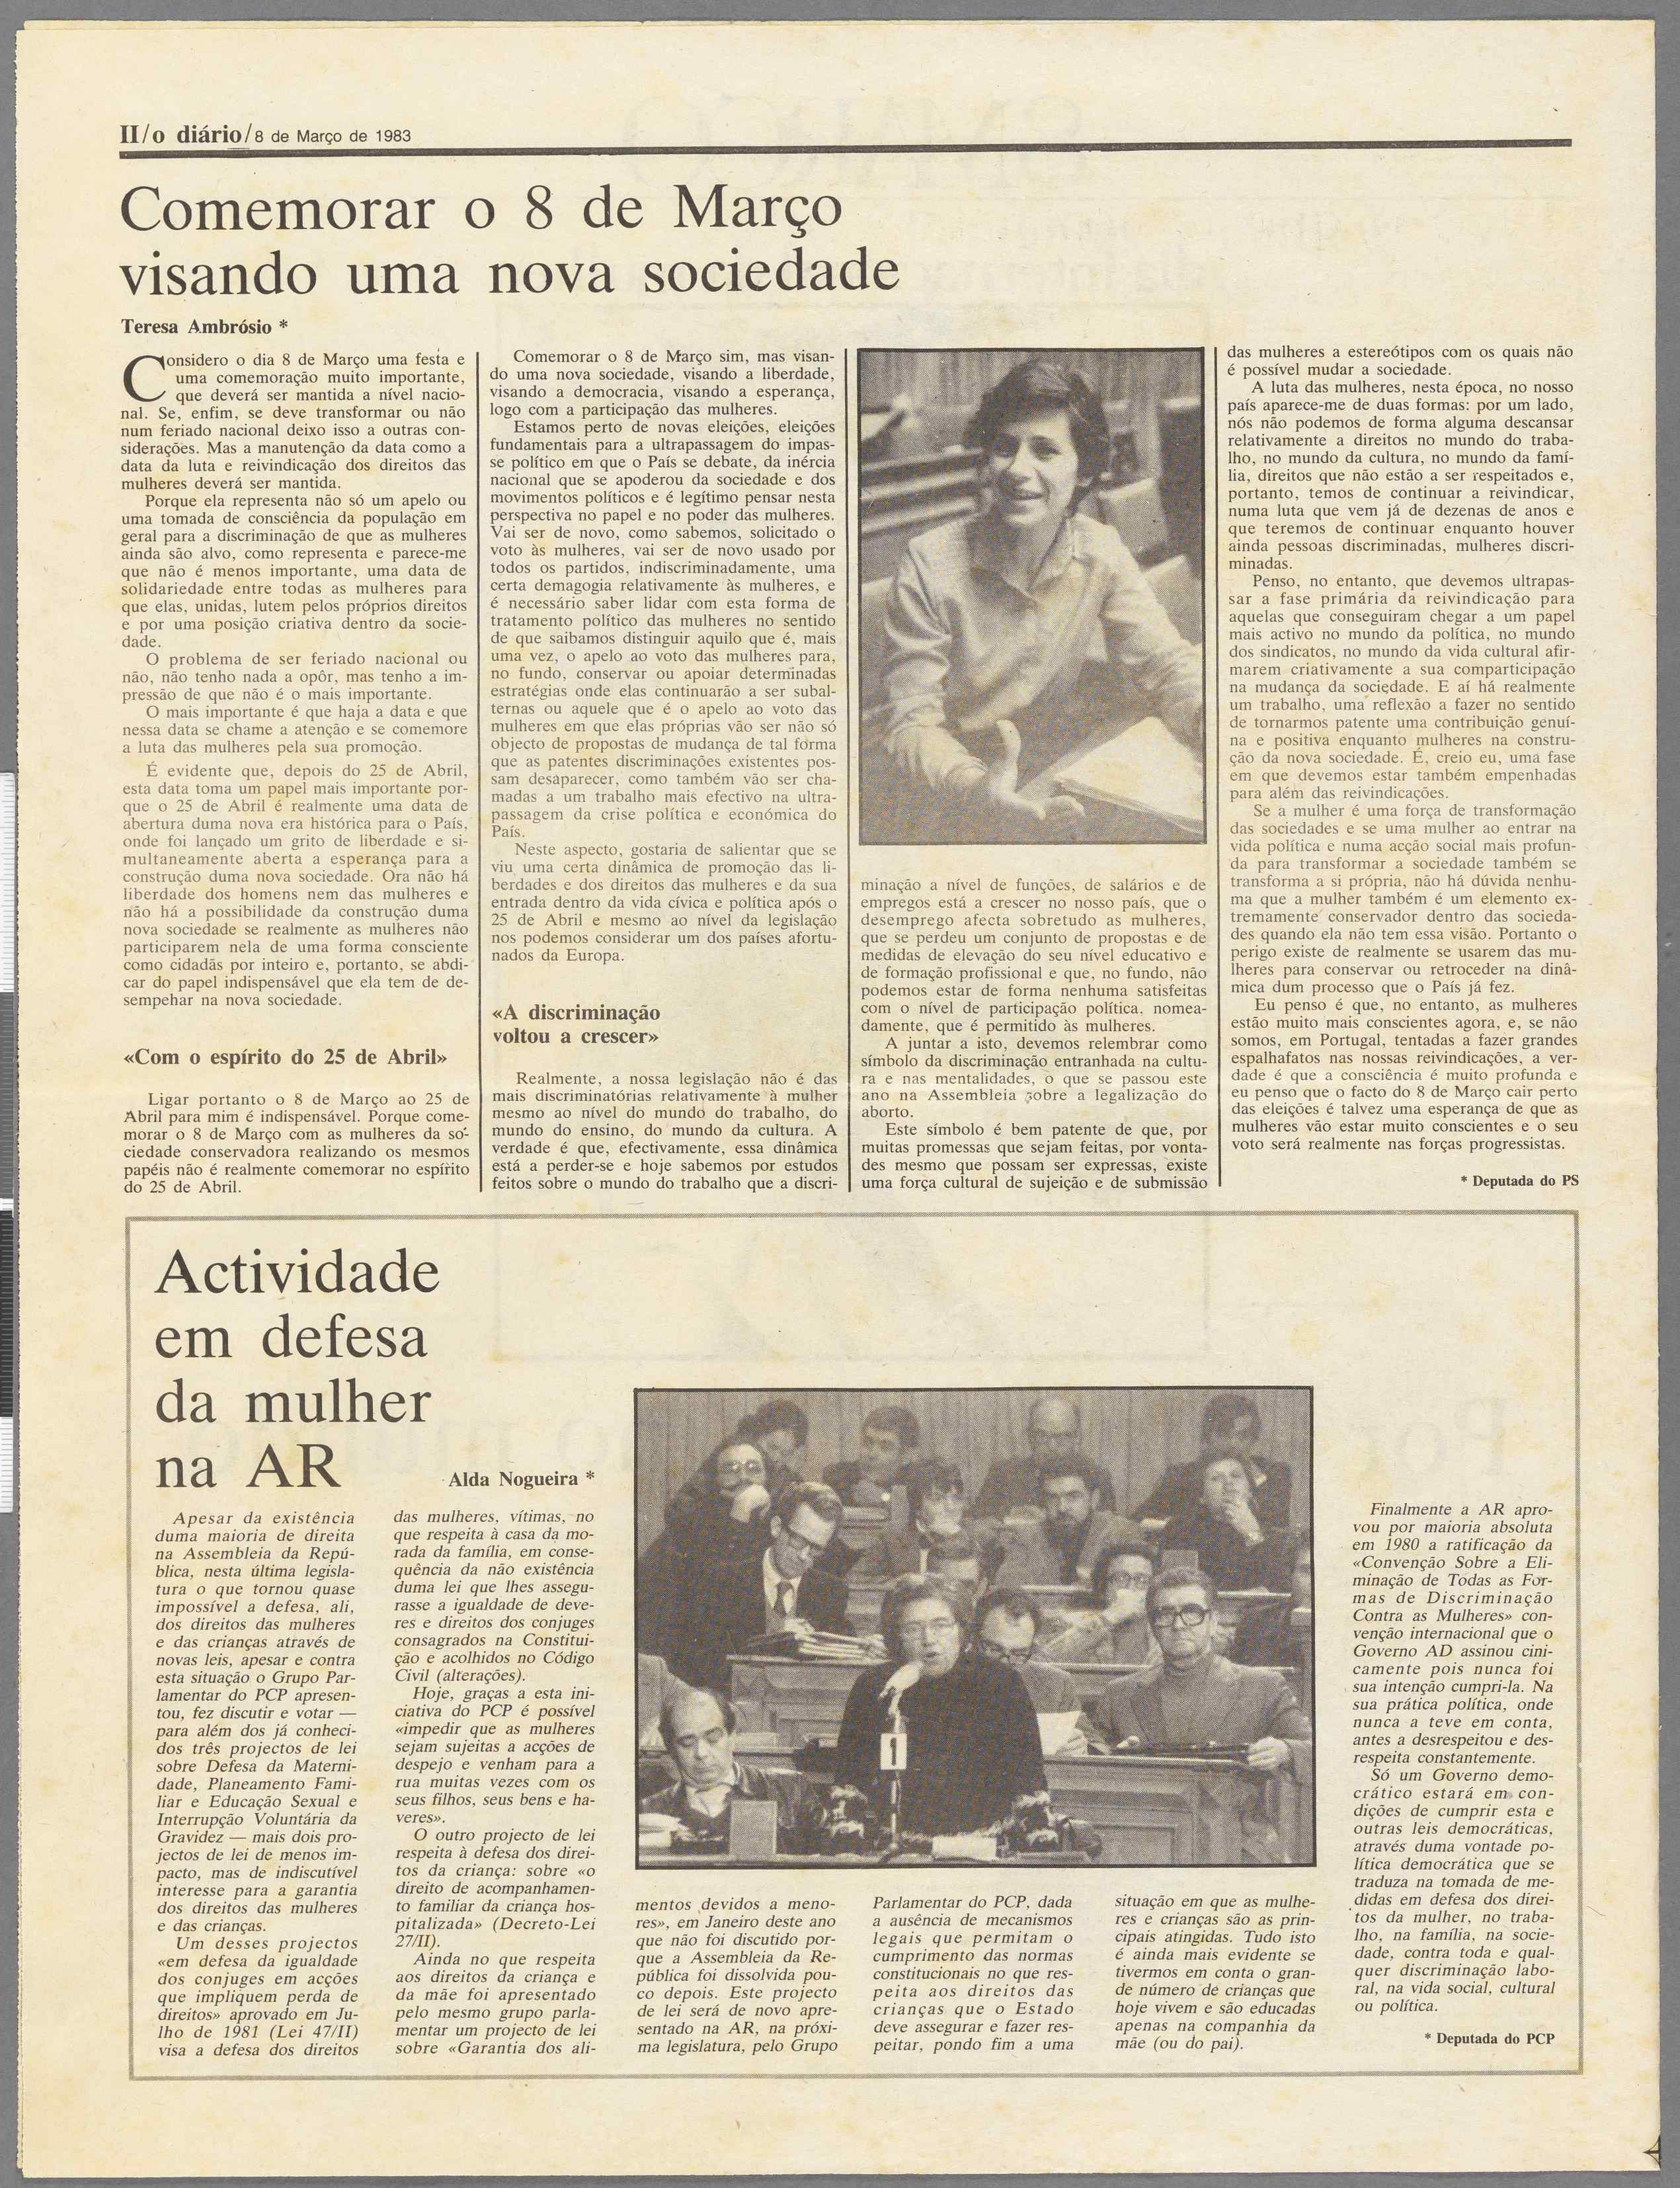 II/o diário/8 de Março de 1983
Comemorar o 8 de Março
visando uma nova sociedade
Teresa Ambrósio *
Considero o dia 8 de Março uma festa e
uma comemoração muito importante,
que deverá ser mantida a nível nacio-
nal. Se, enfim, se deve transformar ou não
num feriado nacional deixo isso a outras con-
siderações. Mas a manutenção da data como a
data da luta e reivindicação dos direitos das
mulheres deverá ser mantida.
Porque ela representa não só um apelo ou
uma tomada de consciência da população em
geral para a discriminação de que as mulheres
ainda são alvo, como representa e parece-me
que não é menos importante, uma data de
solidariedade entre todas as mulheres para
que elas, unidas, lutem pelos próprios direitos
e por uma posição criativa dentro da socie-
dade.
O problema de ser feriado nacional ou
não, não tenho nada a opôr, mas tenho a im-
pressão de que não é o mais importante.
O mais importante é que haja a data e que
nessa data se chame a atenção e se comemore
a luta das mulheres pela sua promoção.
É evidente que, depois do 25 de Abril,
esta data toma um papel mais importante por-
que o 25 de Abril é realmente uma data de
abertura duma nova era histórica para o País,
onde foi lançado um grito de liberdade e si-
multaneamente aberta a esperança para a
construção duma nova sociedade. Ora não há
liberdade dos homens nem das mulheres e
não há a possibilidade da construção duma
nova sociedade se realmente as mulheres não
participarem nela de uma forma consciente
como cidadãs por inteiro e, portanto, se abdi-
car do papel indispensável que ela tem de de-
sempehar na nova sociedade.
«Com o espírito do 25 de Abril»
Ligar portanto o 8 de Março ao 25 de
Abril para mim é indispensável. Porque come-
morar o 8 de Março com as mulheres da so-
ciedade conservadora realizando os mesmos
papéis não é realmente comemorar no espírito
do 25 de Abril.
Comemorar o 8 de Março sim, mas visan-
do uma nova sociedade, visando a liberdade,
visando a democracia, visando a esperança,
logo com a participação das mulheres.
Estamos perto de novas eleições, eleições
fundamentais para a ultrapassagem do impas-
se político em que o País se debate, da inércia
nacional que se apoderou da sociedade e dos
movimentos políticos e é legítimo pensar nesta
perspectiva no papel e no poder das mulheres.
Vai ser de novo, como sabemos, solicitado o
voto às mulheres, vai ser de novo usado por
todos os partidos, indiscriminadamente, uma
certa demagogia relativamente às mulheres, e
é necessário saber lidar com esta forma de
tratamento político das mulheres no sentido
de que saibamos distinguir aquilo que é, mais
uma vez, o apelo ao voto das mulheres para,
no fundo, conservar ou apoiar determinadas
estratégias onde elas continuarão a ser subal-
ternas ou aquele que é o apelo ao voto das
mulheres em que elas próprias vão ser não só
objecto de propostas de mudança de tal forma
que as patentes discriminações existentes pos-
sam desaparecer, como também vão ser cha-
madas a um trabalho mais efectivo na ultra-
passagem da crise política e económica do
País.
Neste aspecto, gostaria de salientar que se
viu uma certa dinâmica de promoção das li-
berdades e dos direitos das mulheres e da sua
entrada dentro da vida cívica e política após o
25 de Abril e mesmo ao nível da legislação
nos podemos considerar um dos países afortu-
nados da Europa.
«A discriminação
voltou a crescer»
Realmente, a nossa legislação não é das
mais discriminatórias relativamente à mulher
mesmo ao nível do mundo do trabalho, do
mundo do ensino, do mundo da cultura. A
verdade é que, efectivamente, essa dinâmica
está a perder-se e hoje sabemos por estudos
feitos sobre o mundo do trabalho que a discri-
minação a nível de funções, de salários e de
empregos está a crescer no nosso país, que o
desemprego afecta sobretudo as mulheres,
que se perdeu um conjunto de propostas e de
medidas de elevação do seu nível educativo e
de formação profissional e que, no fundo, não
podemos estar de forma nenhuma satisfeitas
com o nível de participação política. nomea-
damente, que é permitido às mulheres.
A juntar a isto, devemos relembrar como
símbolo da discriminação entranhada na cultu-
ra e nas mentalidades, o que se passou este
ano na Assembleia sobre a legalização do
aborto.
Este símbolo é bem patente de que, por
muitas promessas que sejam feitas, por vonta-
des mesmo que possam ser expressas, existe
uma força cultural de sujeição e de submissão
das mulheres a estereótipos com os quais não
é possível mudar a sociedade.
A luta das mulheres, nesta época, no nosso
país aparece-me de duas formas: por um lado,
nós não podemos de forma alguma descansar
relativamente a direitos no mundo do traba-
lho, no mundo da cultura, no mundo da famí-
lia, direitos que não estão a ser respeitados e,
portanto, temos de continuar a reivindicar,
numa luta que vem já de dezenas de anos e
que teremos de continuar enquanto houver
ainda pessoas discriminadas, mulheres discri-
minadas.
Penso, no entanto, que devemos ultrapas-
sar a fase primária da reivindicação para
aquelas que conseguiram chegar a um papel
mais activo no mundo da política, no mundo
dos sindicatos, no mundo da vida cultural afir-
marem criativamente a sua comparticipação
na mudança da sociedade. E aí há realmente
um trabalho, uma reflexão a fazer no sentido
de tornarmos patente uma contribuição genuí-
na e positiva enquanto mulheres na constru-
ção da nova sociedade. É, creio eu, uma fase
em que devemos estar também empenhadas
para além das reivindicações.
Se a mulher é uma força de transformação
das sociedades e se uma mulher ao entrar na
vida política e numa acção social mais profun-
da para transformar a sociedade também se
transforma a si própria, não há dúvida nenhu-
ma que a mulher também é um elemento ex-
tremamente conservador dentro das socieda-
des quando ela não tem essa visão. Portanto o
perigo existe de realmente se usarem das mu-
lheres para conservar ou retroceder na dinâ-
mica dum processo que o País já fez.
Eu penso é que, no entanto, as mulheres
estão muito mais conscientes agora, e, se não
somos, em Portugal, tentadas a fazer grandes
espalhafatos nas nossas reivindicações, a ver-
dade é que a consciência é muito profunda e
eu penso que o facto do 8 de Março cair perto
das eleições é talvez uma esperança de que as
mulheres vão estar muito conscientes e o seu
voto será realmente nas forças progressistas.
* Deputada do PS
Actividade
em defesa
da mulher
na AR
Alda Nogueira *
Apesar da existência
duma maioria de direita
na Assembleia da Repú-
blica, nesta última legisla-
tura o que tornou quase
impossível a defesa, ali,
dos direitos das mulheres
e das crianças através de
novas leis, apesar e contra
esta situação o Grupo Par-
lamentar do PCP apresen-
tou, fez discutir e votar —
para além dos já conheci-
dos três projectos de lei
sobre Defesa da Materni-
dade, Planeamento Fami-
liar e Educação Sexual e
Interrupção Voluntária da
Gravidez — mais dois pro-
jectos de lei de menos im-
pacto, mas de indiscutível
interesse para a garantia
dos direitos das mulheres
e das crianças.
Um desses projectos
«em defesa da igualdade
dos conjuges em acções
que impliquem perda de
direitos» aprovado em Ju-
lho de 1981 (Lei 47/II)
visa a defesa dos direitos
das mulheres, vítimas, no
que respeita à casa da mo-
rada da família, em conse-
quência da não existência
duma lei que lhes assegu-
rasse a igualdade de deve-
res e direitos dos conjuges
consagrados na Constitui-
ção e acolhidos no Código
Civil (alterações).
Hoje, graças a esta ini-
ciativa do PCP é possível
«impedir que as mulheres
sejam sujeitas a acções de
despejo e venham para a
rua muitas vezes com os
seus filhos, seus bens e ha-
veres».
O outro projecto de lei
respeita à defesa dos direi-
tos da criança: sobre «o
direito de acompanhamen-
to familiar da criança hos-
pitalizada» (Decreto-Lei
27/II).
Ainda no que respeita
aos direitos da criança e
da mãe foi apresentado
pelo mesmo grupo parla-
mentar um projecto de lei
sobre «Garantia dos ali-
1
mentos devidos a meno-
res», em Janeiro deste ano
que não foi discutido por-
que a Assembleia da Re-
pública foi dissolvida pou-
co depois. Este projecto
de lei será de novo apre-
sentado na AR, na próxi-
ma legislatura, pelo Grupo
Parlamentar do PCP, dada
a ausência de mecanismos
legais que permitam o
cumprimento das normas
constitucionais no que res-
peita aos direitos das
crianças que o Estado
deve assegurar e fazer res-
peitar, pondo fim a uma
situação em que as mulhe-
res e crianças são as prin-
cipais atingidas. Tudo isto
é ainda mais evidente se
tivermos em conta o gran-
de número de crianças que
hoje vivem e são educadas
apenas na companhia da
mãe (ou do pai).
Finalmente a AR apro-
vou por maioria absoluta
em 1980 a ratificação da
«Convenção Sobre a Eli-
minação de Todas as For-
mas de Discriminação
Contra as Mulheres» con-
venção internacional que o
Governo AD assinou cini-
camente pois nunca foi
sua intenção cumpri-la. Na
sua prática política, onde
nunca a teve em conta,
antes a desrespeitou e des-
respeita constantemente.
Só um Governo demo-
crático estará em con-
dições de cumprir esta e
outras leis democráticas,
através duma vontade po-
lítica democrática que se
traduza na tomada de me-
didas em defesa dos direi-
tos da mulher, no traba-
lho, na família, na socie-
dade, contra toda e qual-
quer discriminação labo-
ral, na vida social, cultural
ou política.
* Deputada do PCP